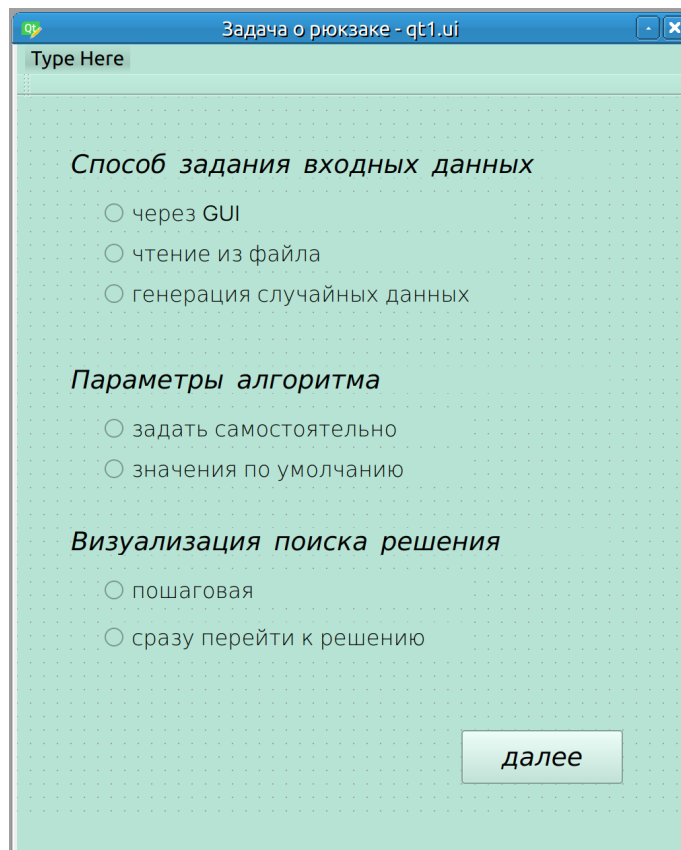 Qt
Задача о рюкзаке - qt1.ui
Type Here
Способ задания входных данных
через GUI
чтение из файла
генерация случайных данных
Параметры алгоритма
задать самостоятельно
значения по умолчанию
Визуализация поиска решения
пошаговая
сразу перейти к решению
далее